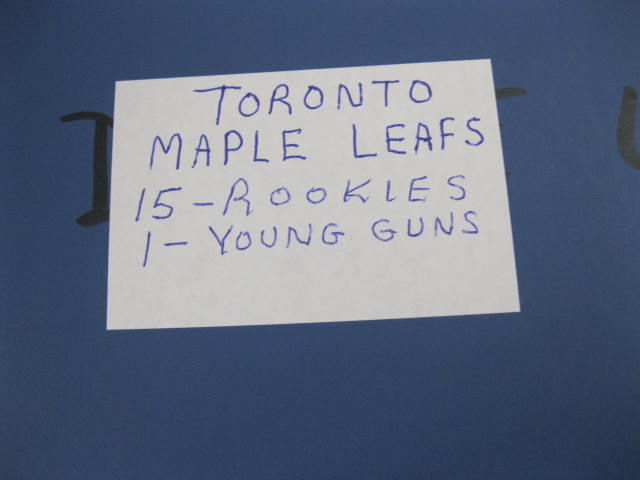 TORONTO
MAPLE LEAFS
15-ROOKIES
1-YOUNG GUNS